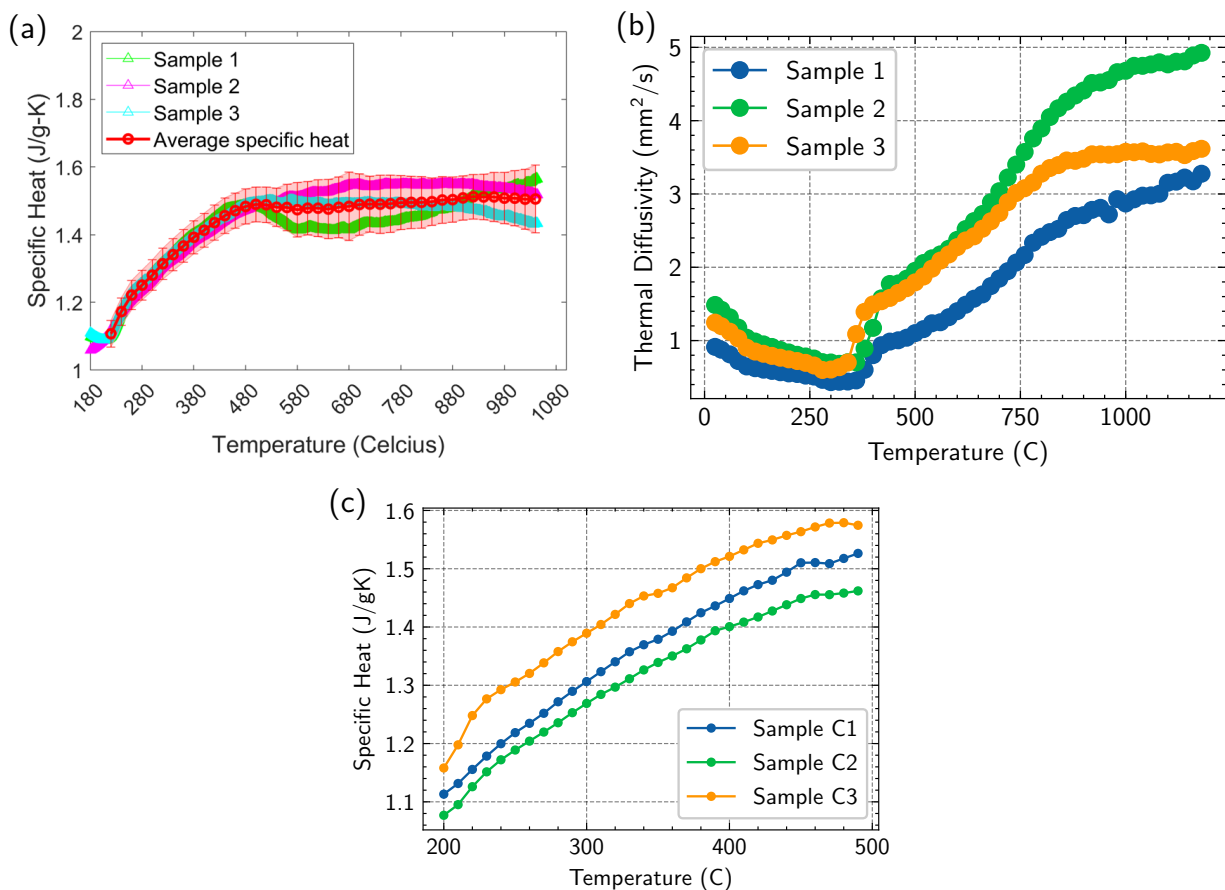 (a)
2
1.8
1.6
1.4
1.2
1
Specific Heat (J/g-K)
Sample 1
Sample 2
Sample 3
Average specific heat
180
280
380
480
580
680
780
880
980
1080
Temperature (Celcius)
(b)
5
4
3
2
1
Thermal Diffusivity (mm²/s)
Sample 1
Sample 2
Sample 3
0 250 500 750 1000
Temperature (C)
(c)
1.6
1.5
1.4
1.3
1.2
1.1
Specific Heat (J/gK)
Sample C1
Sample C2
Sample C3
200 300 400 500
Temperature (C)